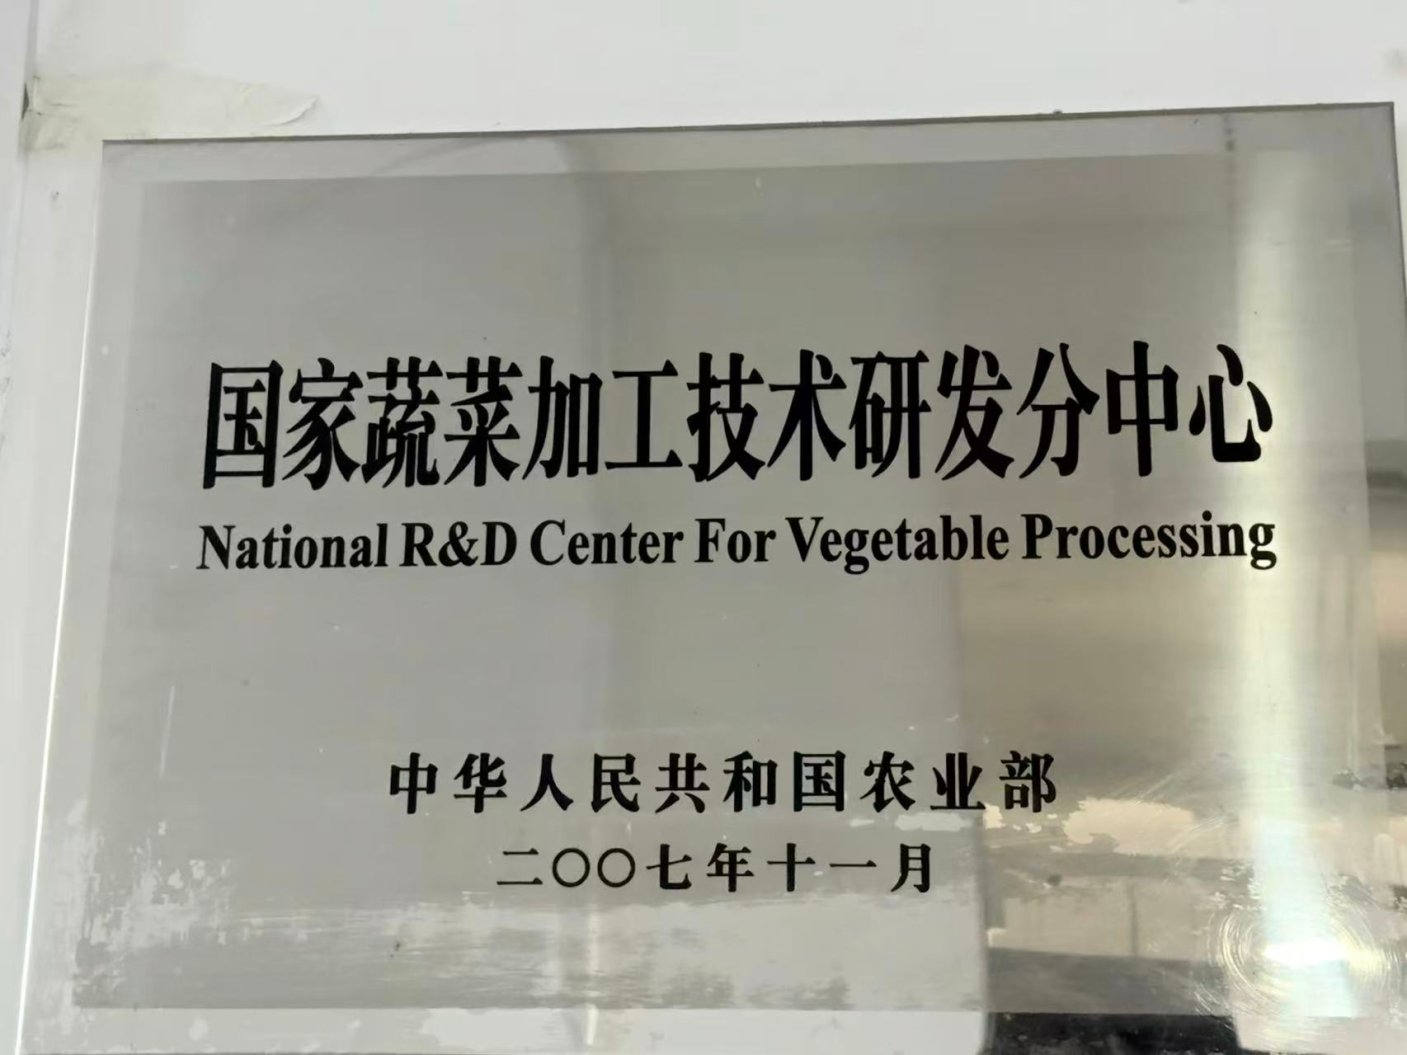 国家蔬菜加工技术研发分中心
National R&D Center For Vegetable Processing
中华人民共和国农业部
二〇〇七年十一月